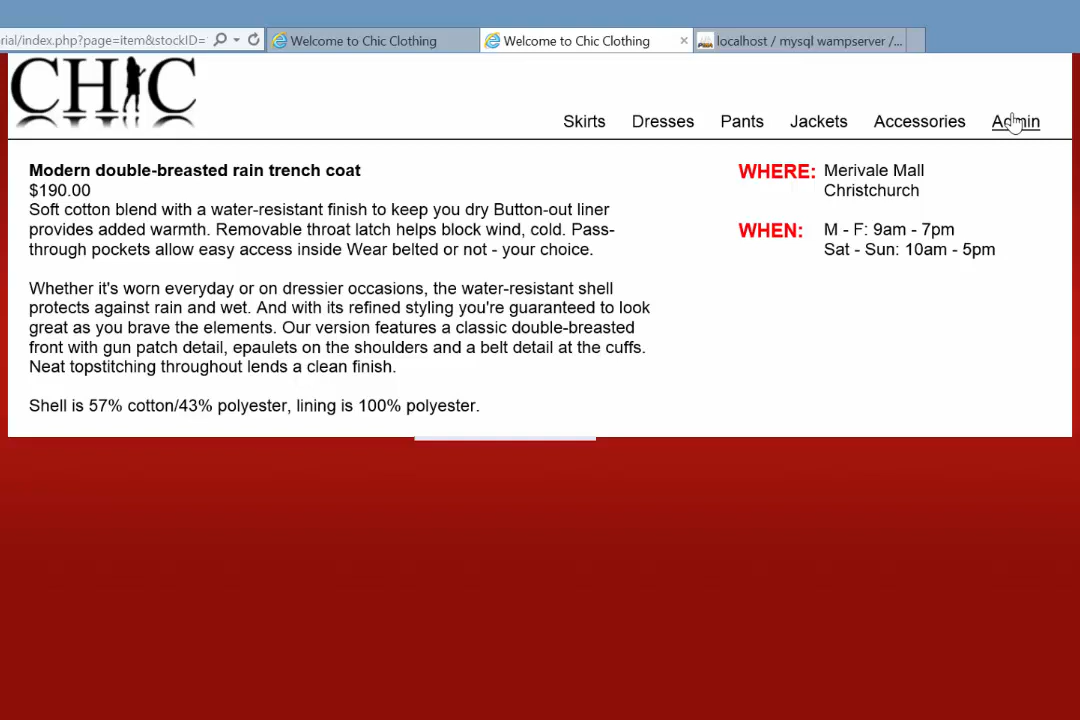 rial/index.php?page=item&stockID=
Welcome to Chic Clothing
Welcome to Chic Clothing
localhost / mysql wampserver /...
CHIC
Skirts Dresses Pants Jackets Accessories Admin
Modern double-breasted rain trench coat
$190.00
Soft cotton blend with a water-resistant finish to keep you dry Button-out liner
provides added warmth. Removable throat latch helps block wind, cold. Pass-
through pockets allow easy access inside Wear belted or not - your choice.
Whether it's worn everyday or on dressier occasions, the water-resistant shell
protects against rain and wet. And with its refined styling you're guaranteed to look
great as you brave the elements. Our version features a classic double-breasted
front with gun patch detail, epaulets on the shoulders and a belt detail at the cuffs.
Neat topstitching throughout lends a clean finish.
Shell is 57% cotton/43% polyester, lining is 100% polyester.
WHERE: Merivale Mall
Christchurch
WHEN: M - F: 9am - 7pm
Sat - Sun: 10am - 5pm